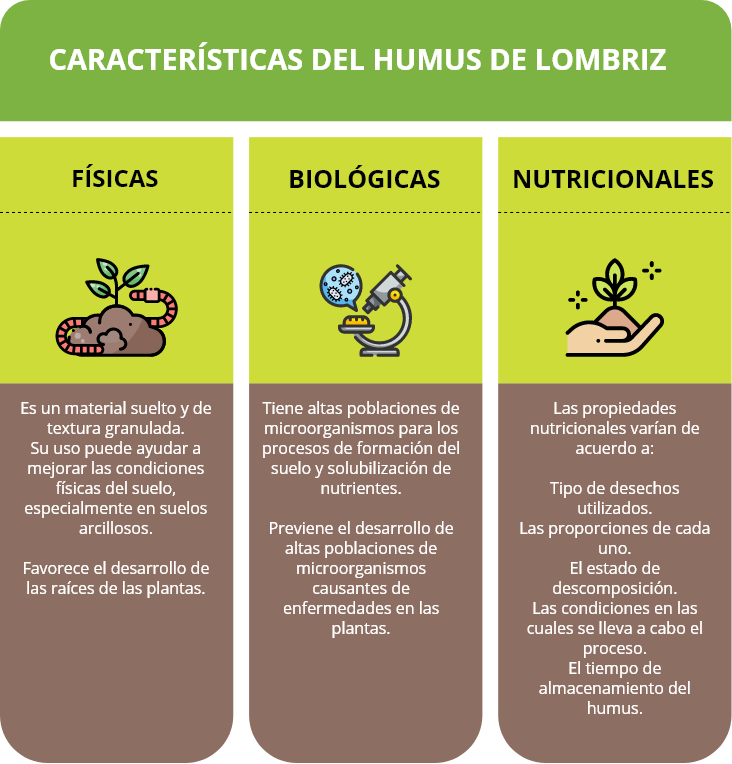 CARACTERÍSTICAS DEL HUMUS DE LOMBRIZ
FÍSICAS
Es un material suelto y de
textura granulada.
Su uso puede ayudar a
mejorar las condiciones
físicas del suelo,
especialmente en suelos
arcillosos.
Favorece el desarrollo de
las raíces de las plantas.
BIOLÓGICAS
Tiene altas poblaciones de
microorganismos para los
procesos de formación del
suelo y solubilización de
nutrientes.
Previene el desarrollo de
altas poblaciones de
microorganismos
causantes de
enfermedades en las
plantas.
NUTRICIONALES
Las propiedades
nutricionales varían de
acuerdo a:
Tipo de desechos
utilizados.
Las proporciones de cada
uno.
El estado de
descomposición.
Las condiciones en las
cuales se lleva a cabo el
proceso.
El tiempo de
almacenamiento del
humus.